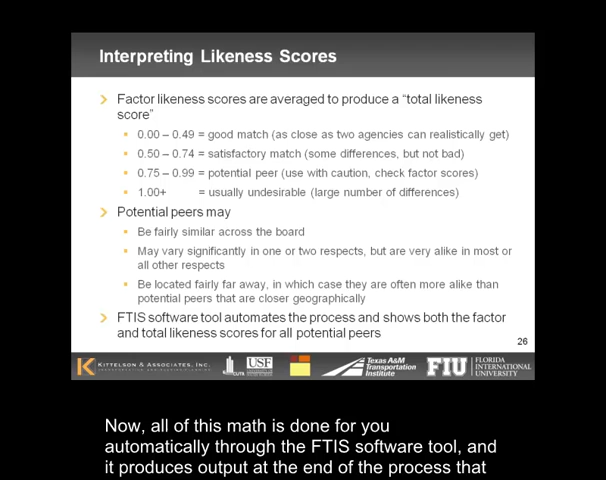 Interpreting Likeness Scores
Factor likeness scores are averaged to produce a "total likeness
score"
0.00 – 0.49 = good match (as close as two agencies can realistically get)
0.50 – 0.74 = satisfactory match (some differences, but not bad)
0.75 – 0.99 = potential peer (use with caution, check factor scores)
1.00+ = usually undesirable (large number of differences)
Potential peers may
Be fairly similar across the board
May vary significantly in one or two respects, but are very alike in most or
all other respects
Be located fairly far away, in which case they are often more alike than
potential peers that are closer geographically
FTIS software tool automates the process and shows both the factor
and total likeness scores for all potential peers
26
KITTELSON & ASSOCIATES, INC.
CUTR
USF
Texas A&M
Transportation
Institute
FIU
FLORIDA
INTERNATIONAL
UNIVERSITY
Now, all of this math is done for you
automatically through the FTIS software tool, and
it produces output at the end of the process that